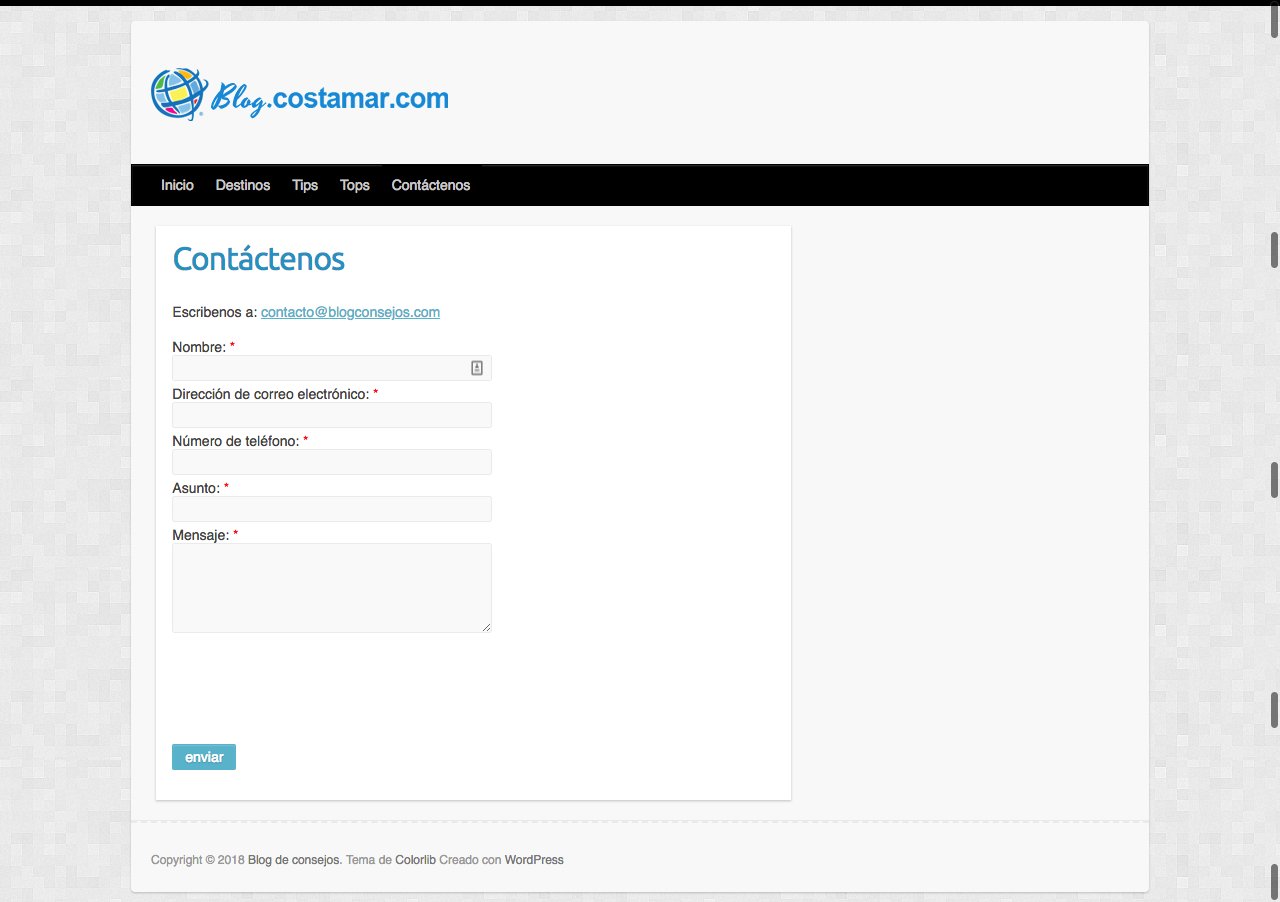 Blog.costamar.com
Inicio Destinos Tips Tops Contáctenos
Contáctenos
Escribenos a: contacto@blogconsejos.com
Nombre: *
Dirección de correo electrónico: *
Número de teléfono: *
Asunto: *
Mensaje: *
enviar
Copyright © 2018 Blog de consejos. Tema de Colorlib Creado con WordPress